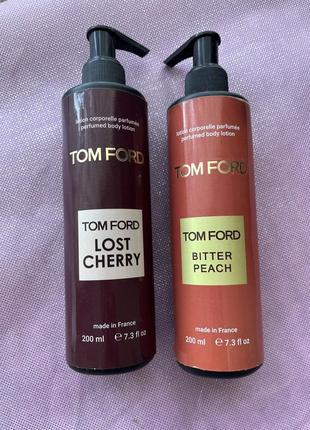 lotion corporelle parfumée
perfumed body lotion
TOM FORD
TOM FORD
LOST
CHERRY
made in France
200 ml ℮ 7.3 fl oz
lotion corporelle parfumée
perfumed body lotion
TOM FORD
TOM FORD
BITTER
PEACH
made in France
200 ml ℮ 7.3 fl oz